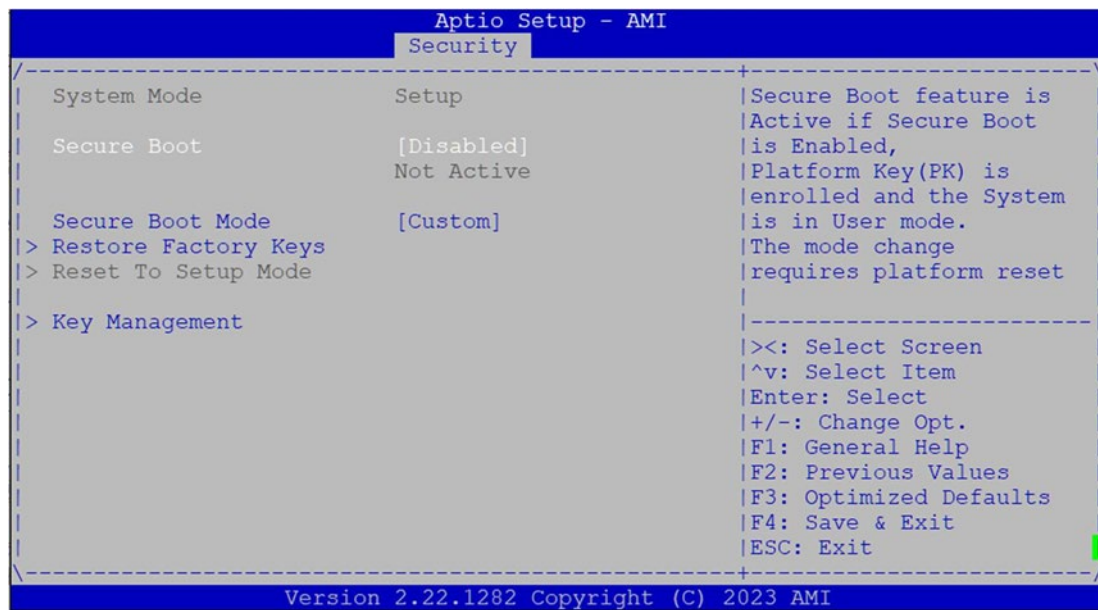 Aptio Setup - AMI
Security
/----------------------------------------------------+-------------------------\
| System Mode Setup |Secure Boot feature is
| |Active if Secure Boot
| Secure Boot [Disabled] |is Enabled,
| Not Active |Platform Key(PK) is
| |enrolled and the System
| Secure Boot Mode [Custom] |is in User mode.
|> Restore Factory Keys |The mode change
|> Reset To Setup Mode |requires platform reset
| |
|> Key Management |-------------------------
| |><: Select Screen
| |^v: Select Item
| |Enter: Select
| |+/-: Change Opt.
| |F1: General Help
| |F2: Previous Values
| |F3: Optimized Defaults
| |F4: Save & Exit
| |ESC: Exit
\----------------------------------------------------+-------------------------/
Version 2.22.1282 Copyright (C) 2023 AMI